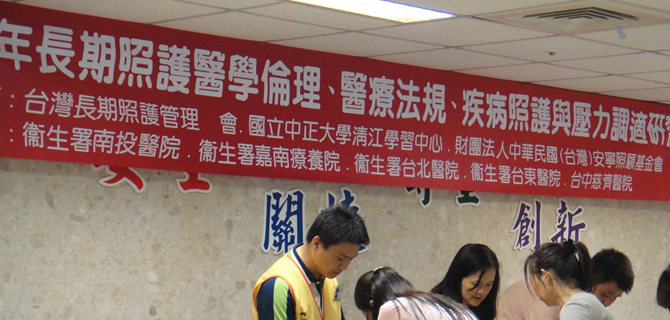 年長期照護醫學倫理、醫療法規、疾病照護與壓力調適研習
：台灣長期照護管理 會．國立中正大學清江學習中心．財團法人中華民國(台灣)安寧照顧基金會
衛生署南投醫院．衛生署嘉南療養院．衛生署台北醫院．衛生署台東醫院．台中慈濟醫院
安全
關懷
創新